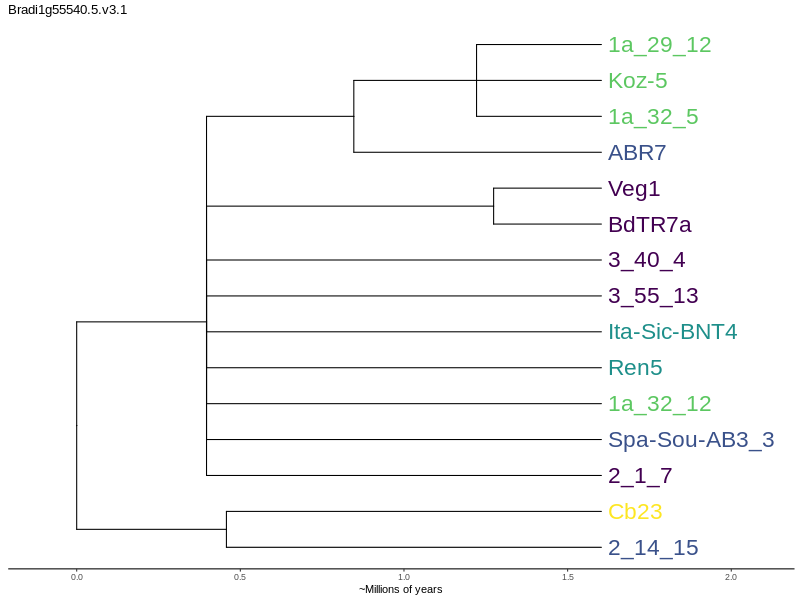 Bradi1g55540.5.v3.1
1a_29_12
Koz-5
1a_32_5
ABR7
Veg1
BdTR7a
3_40_4
3_55_13
Ita-Sic-BNT4
Ren5
1a_32_12
Spa-Sou-AB3_3
2_1_7
Cb23
2_14_15
0.0 0.5 1.0 1.5 2.0
~Millions of years